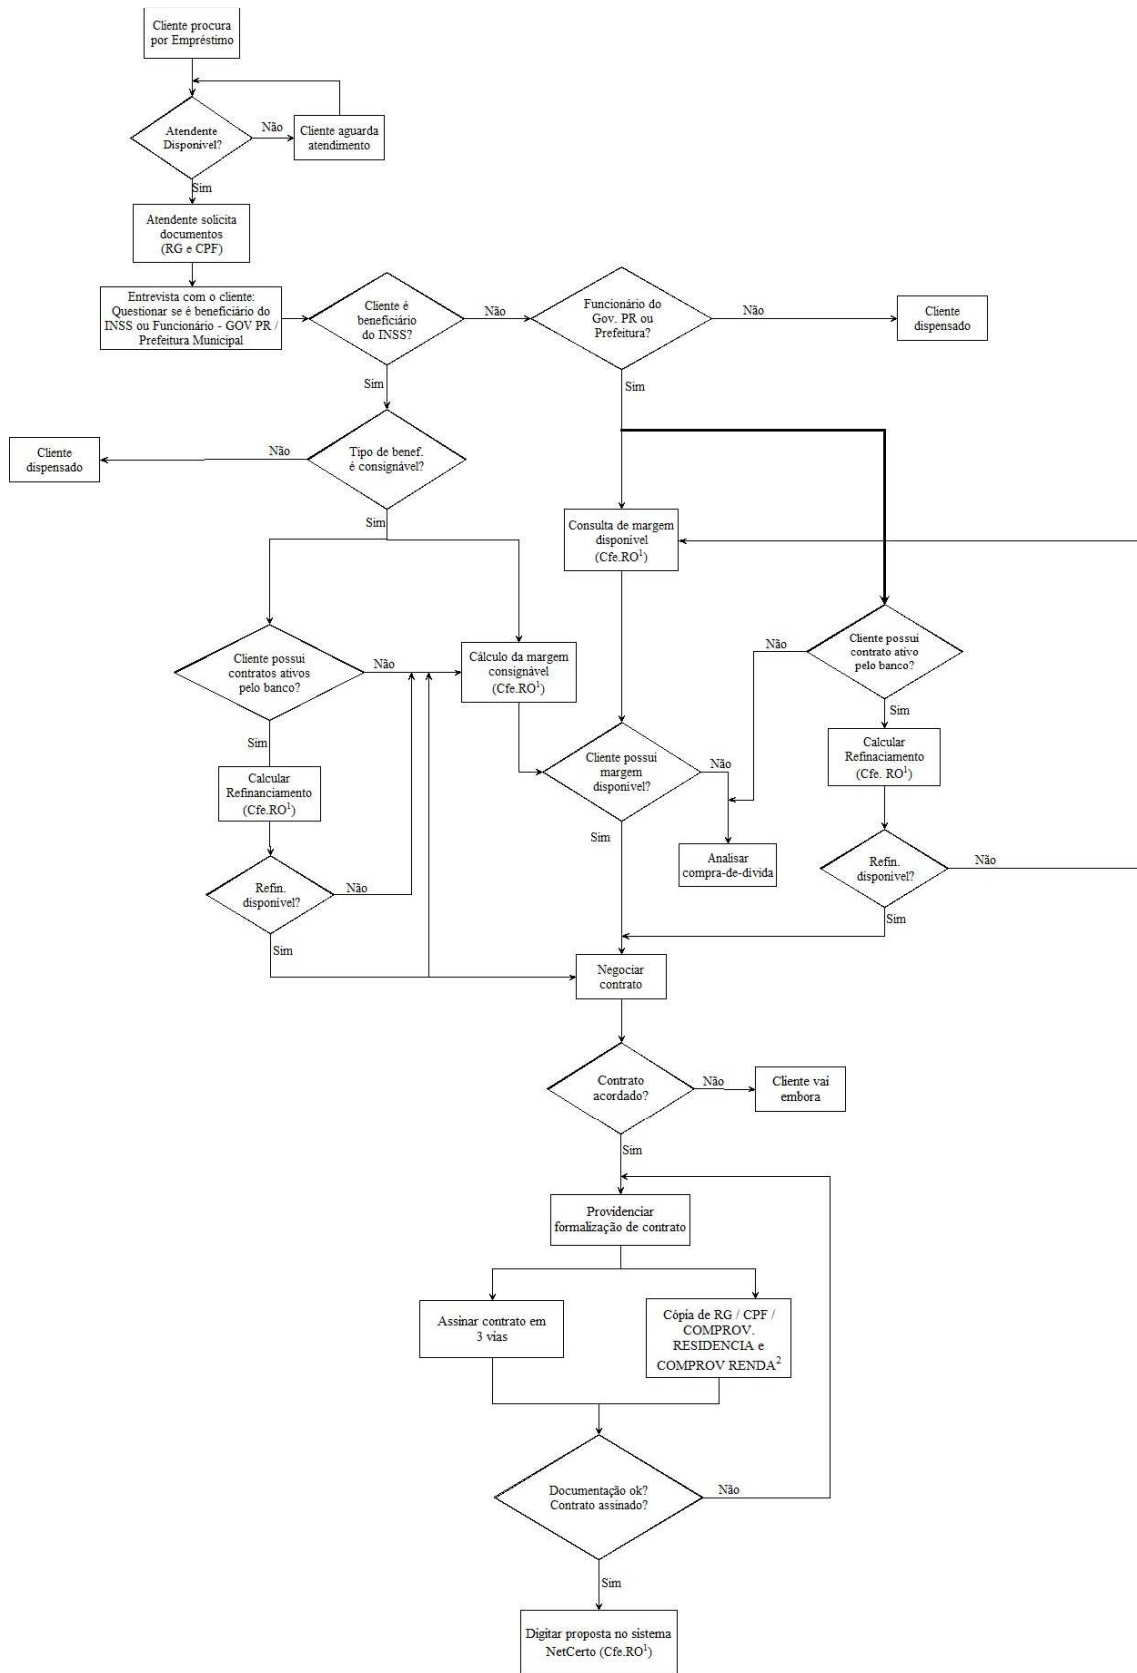 Cliente procura
por Empréstimo
Atendente
Disponível?
Não
Cliente aguarda
atendimento
Sim
Atendente solicita
documentos
(RG e CPF)
Entrevista com o cliente:
Questionar se é beneficiário do
INSS ou Funcionário - GOV PR /
Prefeitura Municipal
Cliente é
beneficiário
do INSS?
Não
Funcionário do
Gov. PR ou
Prefeitura?
Não
Cliente
dispensado
Sim
Sim
Cliente
dispensado
Não
Tipo de benef.
é consignável?
Sim
Consulta de margem
disponível
(Cfe.RO¹)
Cliente possui
contratos ativos
pelo banco?
Não
Cálculo da margem
consignável
(Cfe.RO¹)
Não
Cliente possui
contrato ativo
pelo banco?
Sim
Sim
Calcular
Refinanciamento
(Cfe.RO¹)
Cliente possui
margem
disponível?
Não
Calcular
Refinaciamento
(Cfe. RO¹)
Sim
Analisar
compra-de-divida
Refin.
disponivel?
Não
Refin.
disponivel?
Não
Sim
Sim
Negociar
contrato
Contrato
acordado?
Não
Cliente vai
embora
Sim
Providenciar
formalização de contrato
Assinar contrato em
3 vias
Cópia de RG / CPF /
COMPROV.
RESIDENCIA e
COMPROV RENDA²
Documentação ok?
Contrato assinado?
Não
Sim
Digitar proposta no sistema
NetCerto (Cfe.RO¹)